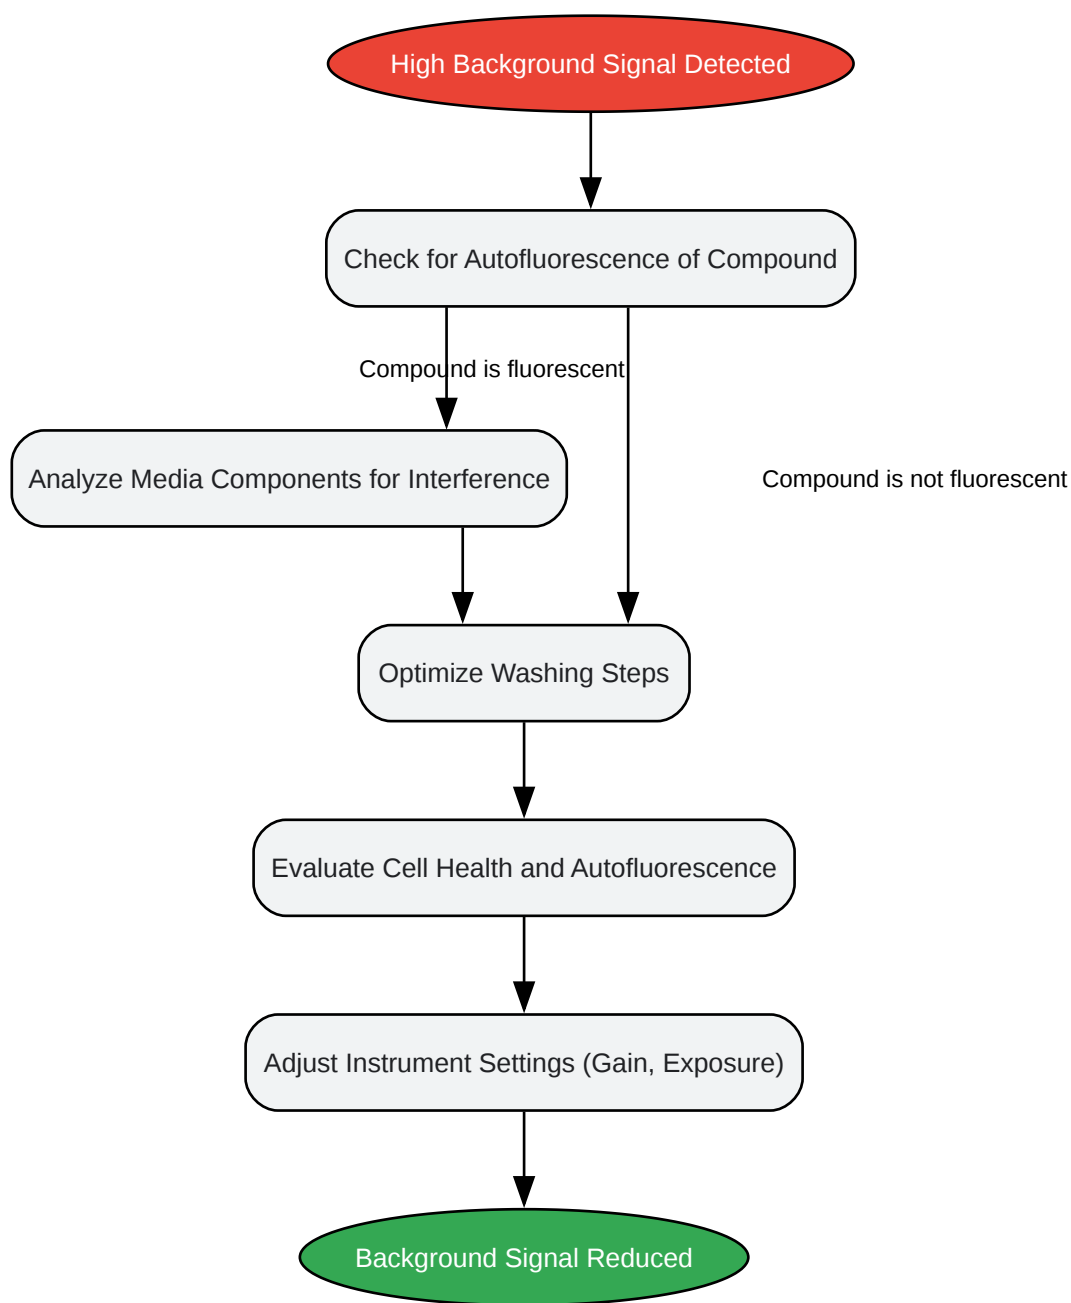 High Background Signal Detected
Check for Autofluorescence of Compound
Compound is fluorescent
Analyze Media Components for Interference
Compound is not fluorescent
Optimize Washing Steps
Evaluate Cell Health and Autofluorescence
Adjust Instrument Settings (Gain, Exposure)
Background Signal Reduced